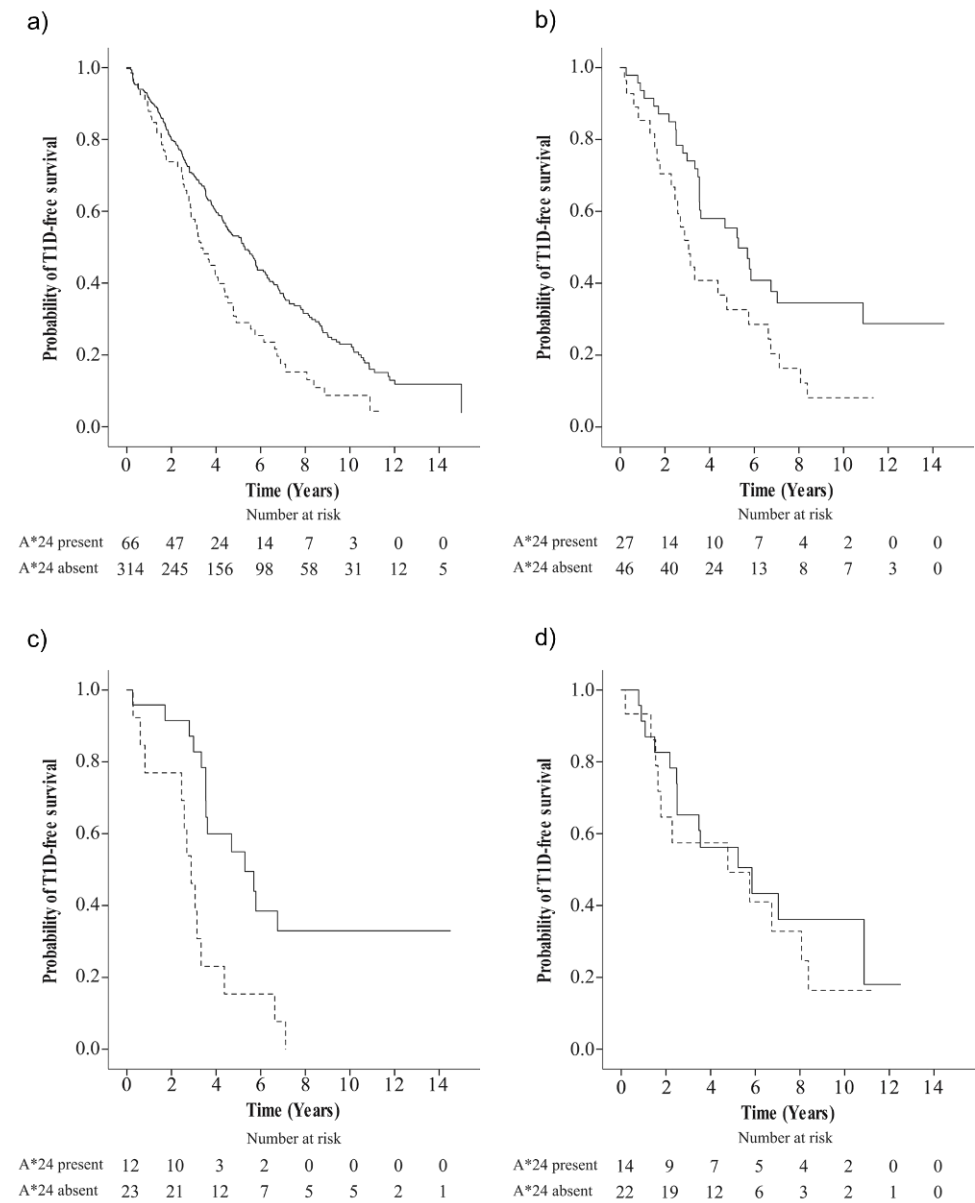 a)
1.0
0.8
0.6
0.4
0.2
0.0
Probability of T1D-free survival
0 2 4 6 8 10 12 14
Time (Years)
Number at risk
A*24 present 66 47 24 14 7 3 0 0
A*24 absent 314 245 156 98 58 31 12 5
b)
1.0
0.8
0.6
0.4
0.2
0.0
Probability of T1D-free survival
0 2 4 6 8 10 12 14
Time (Years)
Number at risk
A*24 present 27 14 10 7 4 2 0 0
A*24 absent 46 40 24 13 8 7 3 0
c)
1.0
0.8
0.6
0.4
0.2
0.0
Probability of T1D-free survival
0 2 4 6 8 10 12 14
Time (Years)
Number at risk
A*24 present 12 10 3 2 0 0 0 0
A*24 absent 23 21 12 7 5 5 2 1
d)
1.0
0.8
0.6
0.4
0.2
0.0
Probability of T1D-free survival
0 2 4 6 8 10 12 14
Time (Years)
Number at risk
A*24 present 14 9 7 5 4 2 0 0
A*24 absent 22 19 12 6 3 2 1 0